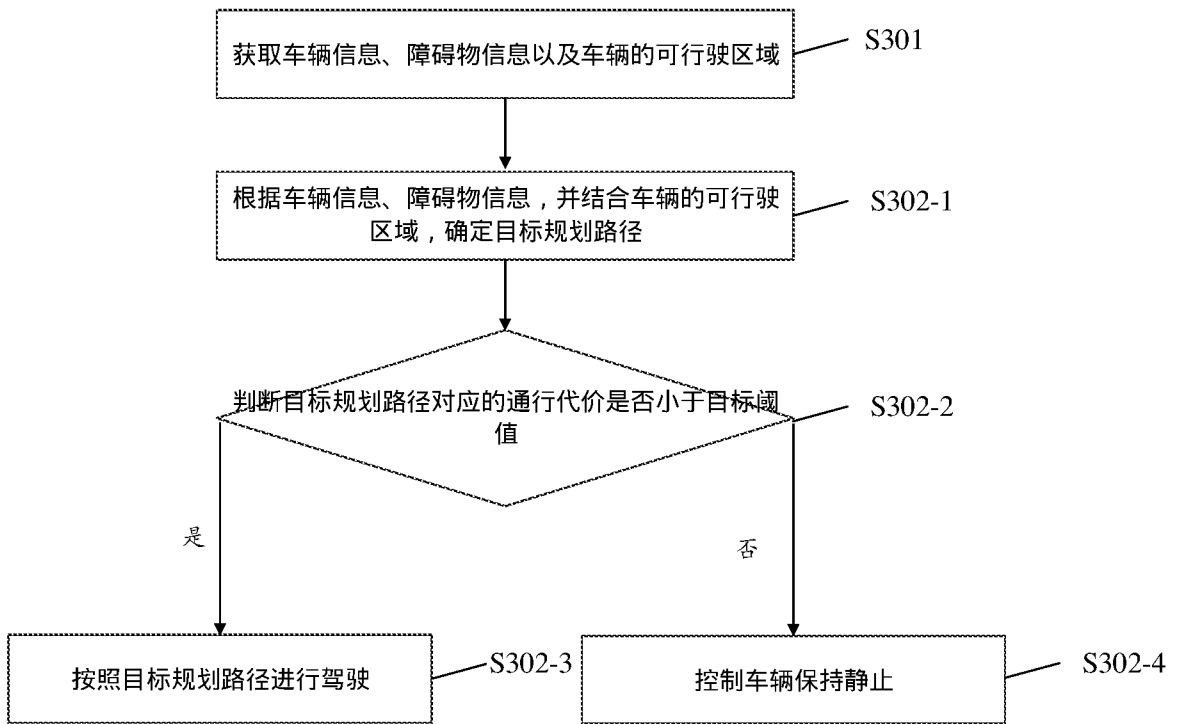 获取车辆信息、障碍物信息以及车辆的可行驶区域
S301
根据车辆信息、障碍物信息，并结合车辆的可行驶
区域，确定目标规划路径
S302-1
判断目标规划路径对应的通行代价是否小于目标阈
值
S302-2
是
否
按照目标规划路径进行驾驶
S302-3
控制车辆保持静止
S302-4